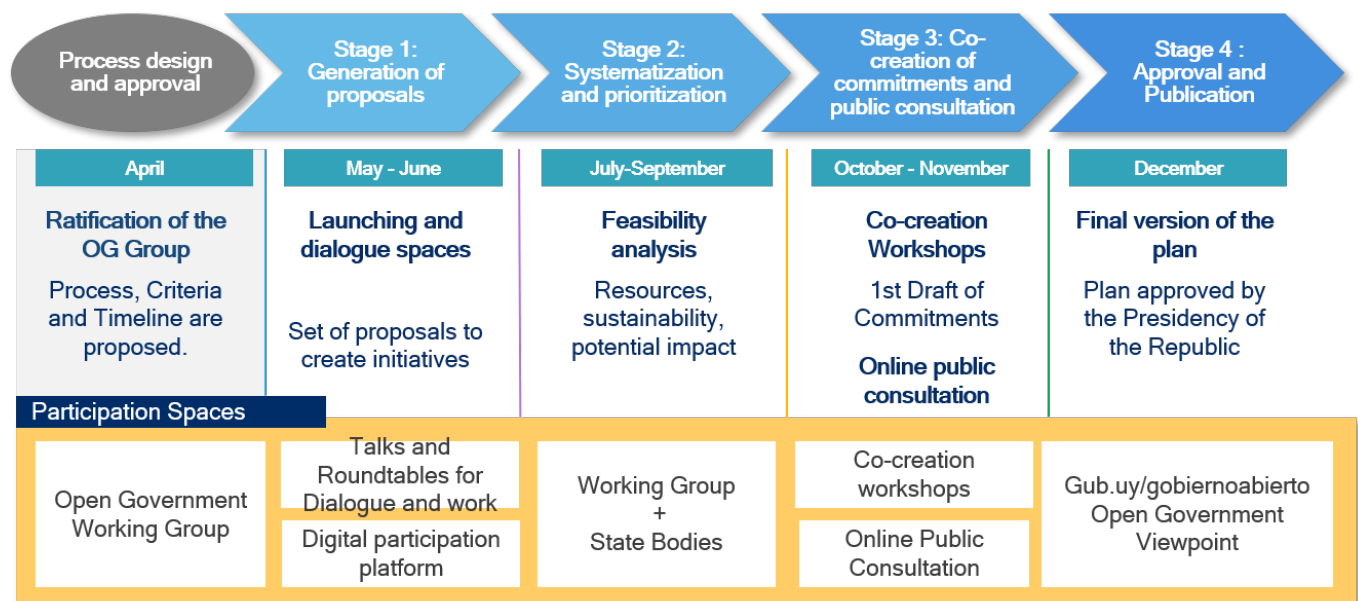 Process design
and approval
Stage 1:
Generation of
proposals
Stage 2:
Systematization
and prioritization
Stage 3: Co-
creation of
commitments and
public consultation
Stage 4 :
Approval and
Publication
April
May - June
July-September
October - November
December
Ratification of the
OG Group
Process, Criteria
and Timeline are
proposed.
Launching and
dialogue spaces
Set of proposals to
create initiatives
Feasibility
analysis
Resources,
sustainability,
potential impact
Co-creation
Workshops
1st Draft of
Commitments
Online public
consultation
Final version of the
plan
Plan approved by
the Presidency of
the Republic
Participation Spaces
Open Government
Working Group
Talks and
Roundtables for
Dialogue and work
Digital participation
platform
Working Group
+
State Bodies
Co-creation
workshops
Online Public
Consultation
Gub.uy/gobiernoabierto
Open Government
Viewpoint